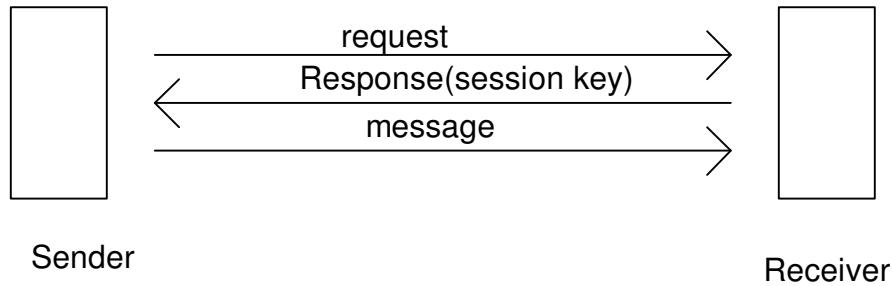 request
Response(session key)
message
Sender
Receiver